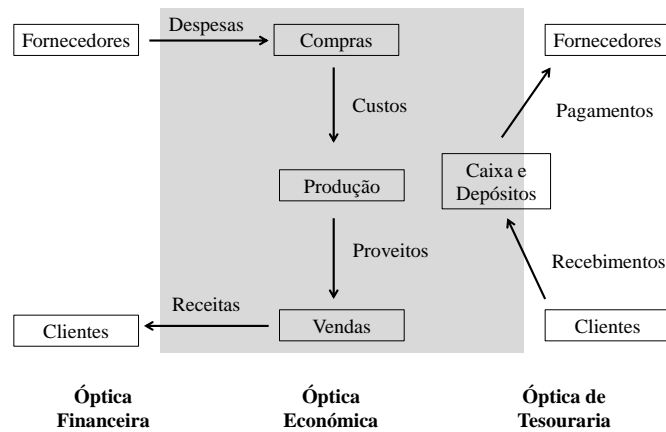 Fornecedores
Despesas
Compras
Fornecedores
Custos
Pagamentos
Produção
Caixa e
Depósitos
Proveitos
Recebimentos
Receitas
Clientes
Vendas
Clientes
Óptica
Financeira
Óptica
Económica
Óptica de
Tesouraria